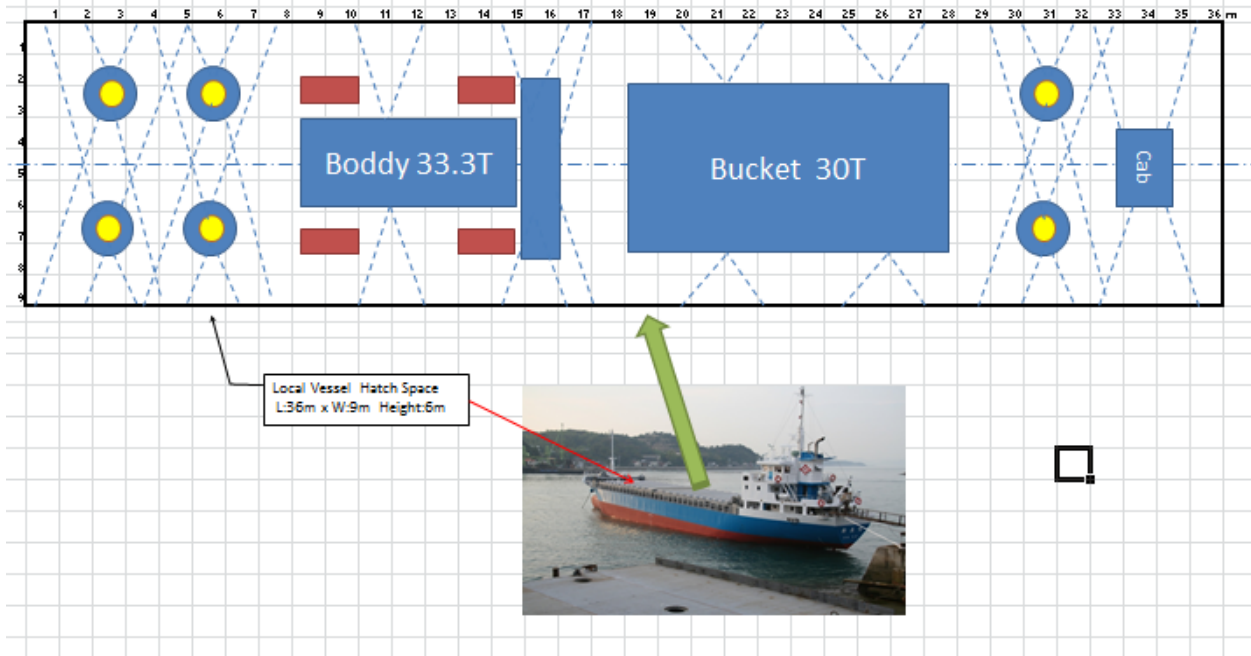 1 2 3 4 5 6 7 8 9 10 11 12 13 14 15 16 17 18 19 20 21 22 23 24 25 26 27 28 29 30 31 32 33 34 35 36 m
1
2
3
4
5
6
7
8
9
Boddy 33.3T
Bucket 30T
Cab
Local Vessel Hatch Space
L:36m x W:9m Height:6m